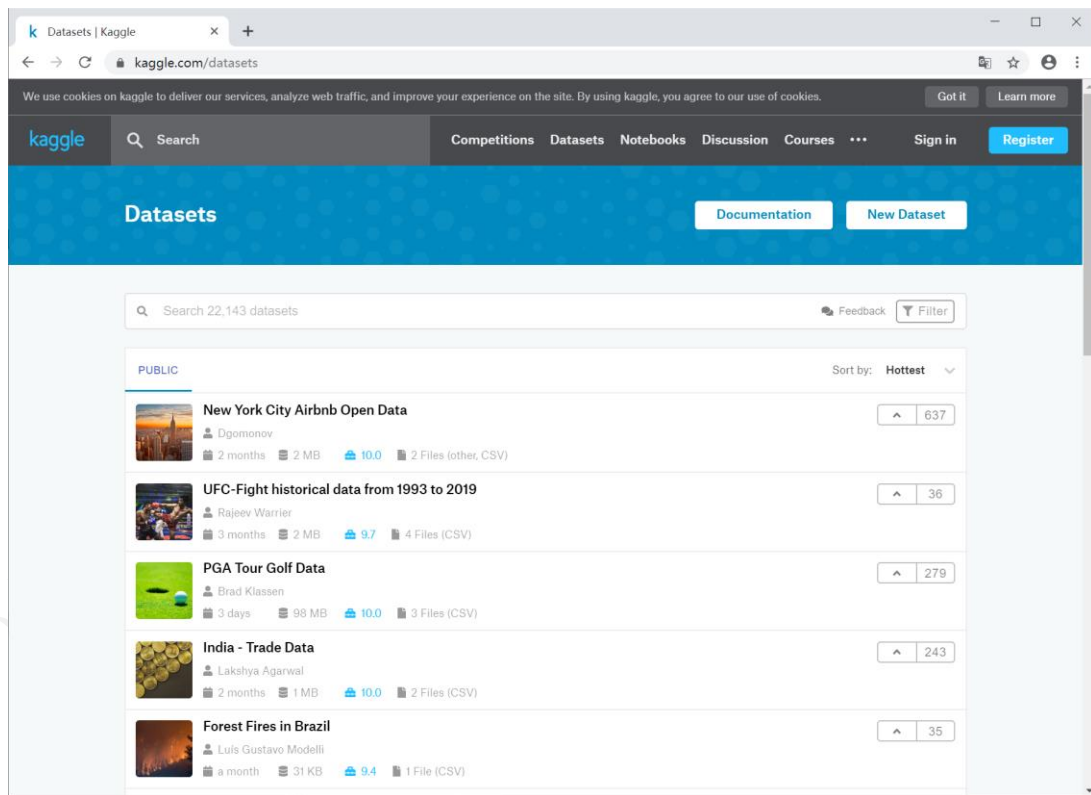 k Datasets | Kaggle
kaggle.com/datasets
We use cookies on kaggle to deliver our services, analyze web traffic, and improve your experience on the site. By using kaggle, you agree to our use of cookies. Got it Learn more
kaggle Search Competitions Datasets Notebooks Discussion Courses ••• Sign in Register
Datasets Documentation New Dataset
Search 22,143 datasets Feedback Filter
PUBLIC Sort by: Hottest
New York City Airbnb Open Data 637
Dgomonov
2 months 2 MB 10.0 2 Files (other, CSV)
UFC-Fight historical data from 1993 to 2019 36
Rajeev Warrier
3 months 2 MB 9.7 4 Files (CSV)
PGA Tour Golf Data 279
Brad Klassen
3 days 98 MB 10.0 3 Files (CSV)
India - Trade Data 243
Lakshya Agarwal
2 months 1 MB 10.0 2 Files (CSV)
Forest Fires in Brazil 35
Luís Gustavo Modelli
a month 31 KB 9.4 1 File (CSV)